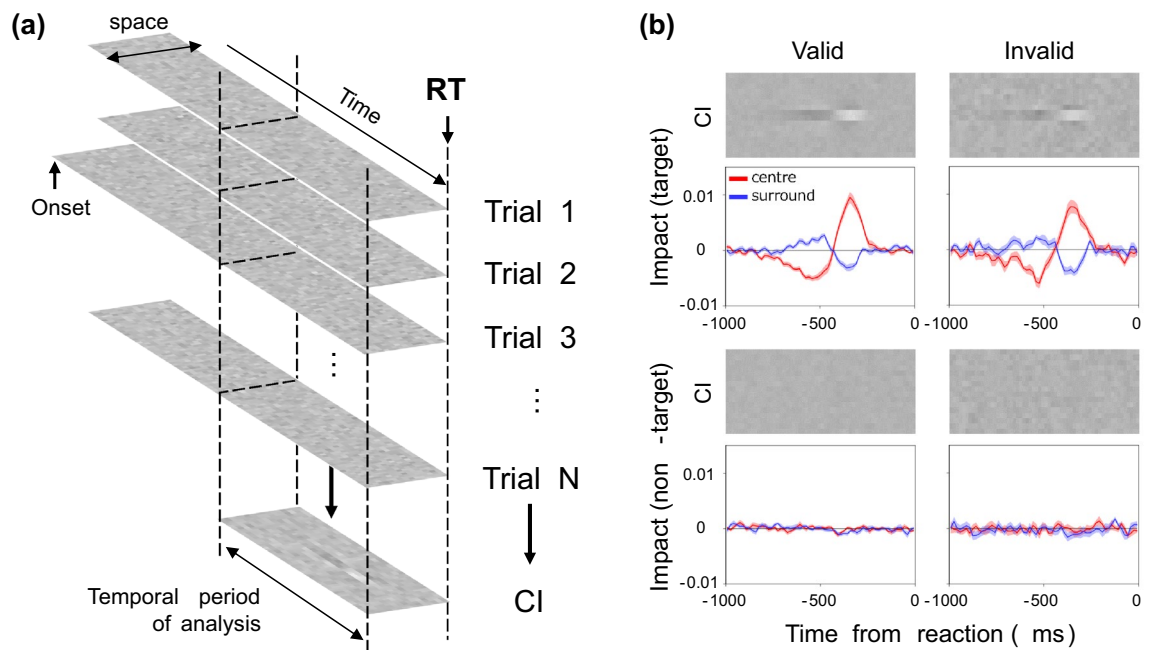 (a)
space
Time
RT
Onset
Trial 1
Trial 2
Trial 3
⋮
⋮
Trial N
CI
Temporal period
of analysis
(b)
Valid
Invalid
CI
Impact (target)
centre
surround
0.01
0
-0.01
-1000
-500
0
-1000
-500
0
CI
Impact (non -target)
0.01
0
-0.01
-1000
-500
0
-1000
-500
0
Time from reaction ( ms)